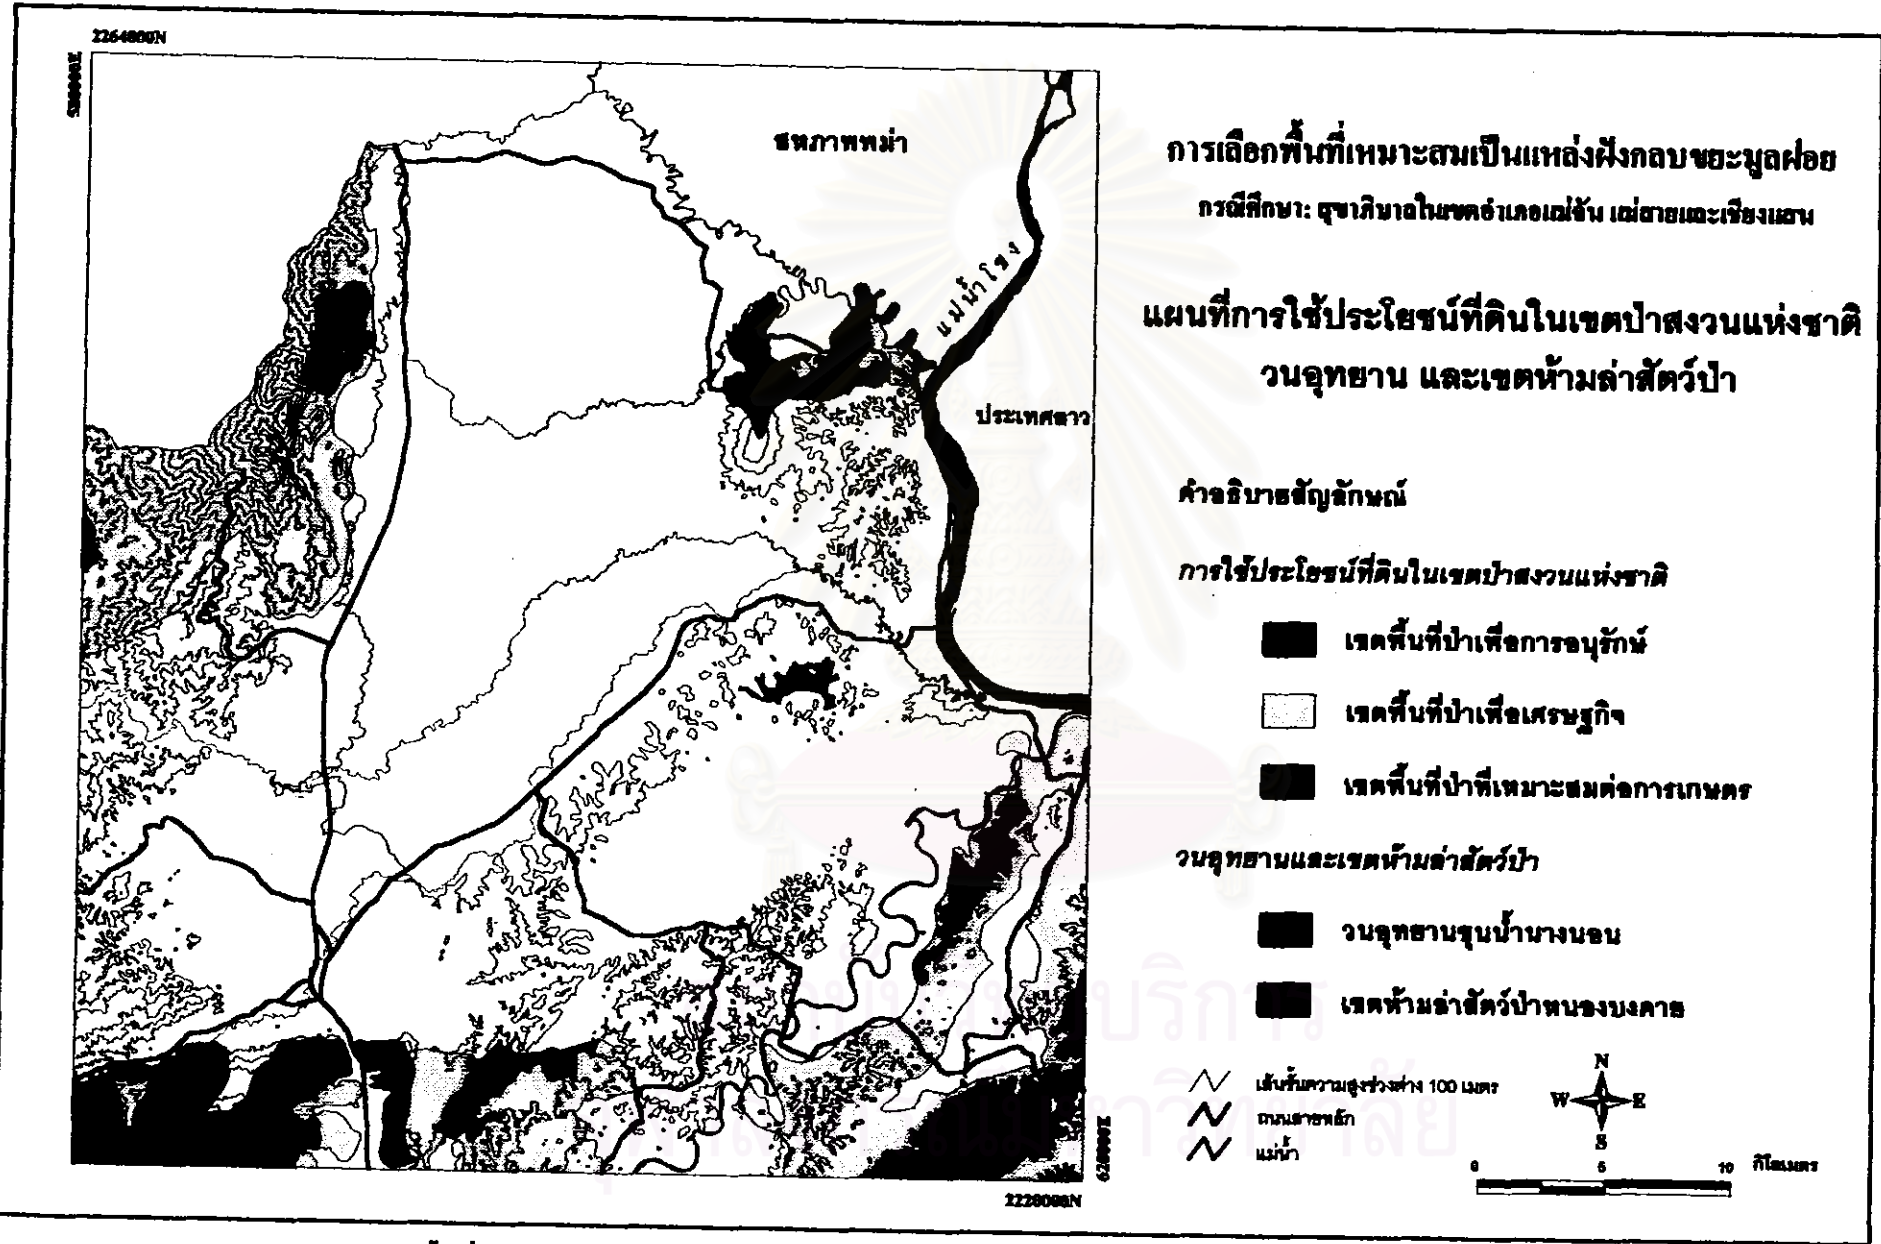 2264000N
สหภาพพม่า
แม่น้ำโขง
ประเทศลาว
620000E
2228000N
การเลือกพื้นที่เหมาะสมเป็นแหล่งฝังกลบขยะมูลฝอย
กรณีศึกษา: สุขาภิบาลในเขตอำเภอแม่จัน แม่สายและเชียงแสน
แผนที่การใช้ประโยชน์ที่ดินในเขตป่าสงวนแห่งชาติ
วนอุทยาน และเขตห้ามล่าสัตว์ป่า
คำอธิบายสัญลักษณ์
การใช้ประโยชน์ที่ดินในเขตป่าสงวนแห่งชาติ
เขตพื้นที่ป่าเพื่อการอนุรักษ์
เขตพื้นที่ป่าเพื่อเศรษฐกิจ
เขตพื้นที่ป่าที่เหมาะสมต่อการเกษตร
วนอุทยานและเขตห้ามล่าสัตว์ป่า
วนอุทยานขุนน้ำนางนอน
เขตห้ามล่าสัตว์ป่าหนองบงคาย
เส้นชั้นความสูงช่วงต่าง 100 เมตร
ถนนสายหลัก
แม่น้ำ
N
W E
S
0 5 10 กิโลเมตร